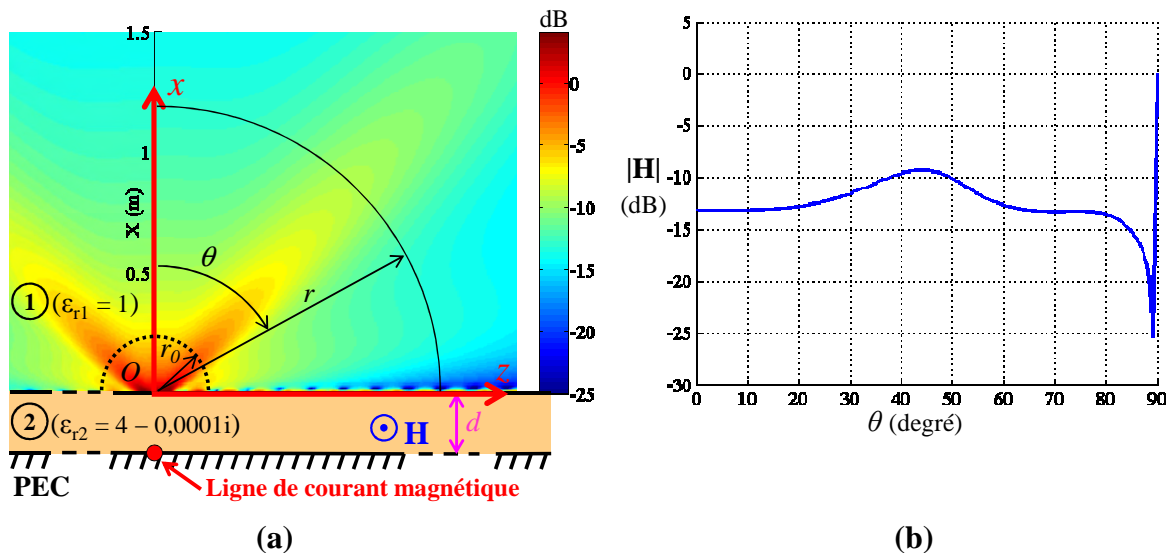 dB
1.5
x
1
X (m)
0.5
θ
r
r0
O
z
1 (εr1 = 1)
2 (εr2 = 4 – 0,0001i)
H
d
PEC
Ligne de courant magnétique
0
-5
-10
-15
-20
-25
(a)
5
0
-5
-10
-15
-20
-25
-30
|H|
(dB)
0 10 20 30 40 50 60 70 80 90
θ (degré)
(b)